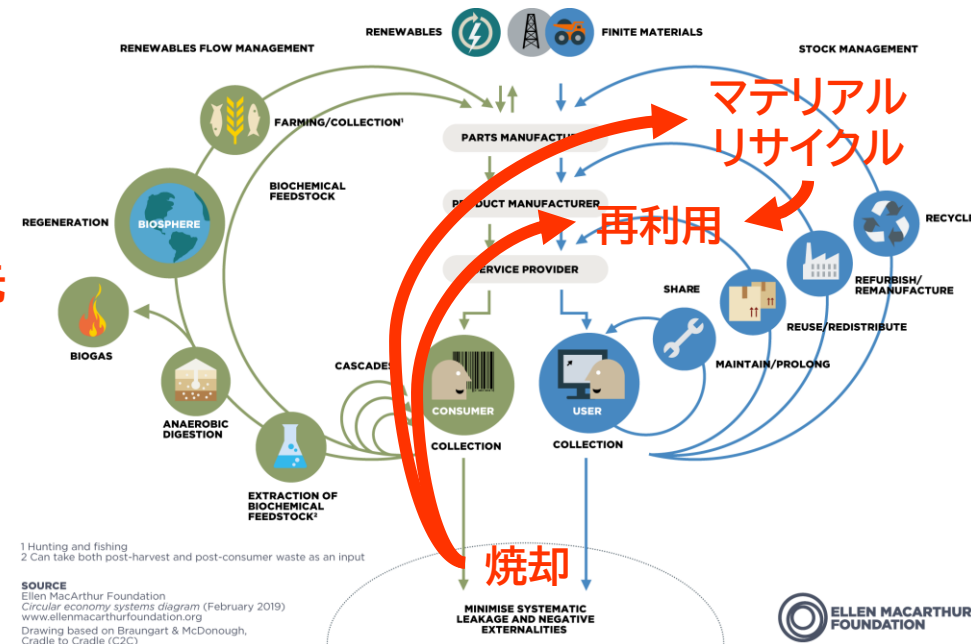 RENEWABLES
FINITE MATERIALS
RENEWABLES FLOW MANAGEMENT
STOCK MANAGEMENT
マテリアル
リサイクル
FARMING/COLLECTION¹
PARTS MANUFACTURER
BIOCHEMICAL
FEEDSTOCK
PRODUCT MANUFACTURER
再利用
REGENERATION
BIOSPHERE
RECYCLE
SERVICE PROVIDER
REFURBISH/
REMANUFACTURE
SHARE
REUSE/REDISTRIBUTE
BIOGAS
MAINTAIN/PROLONG
CASCADES
CONSUMER
USER
ANAEROBIC
DIGESTION
COLLECTION
COLLECTION
EXTRACTION OF
BIOCHEMICAL
FEEDSTOCK²
焼却
1 Hunting and fishing
2 Can take both post-harvest and post-consumer waste as an input
SOURCE
Ellen MacArthur Foundation
Circular economy systems diagram (February 2019)
www.ellenmacarthurfoundation.org
Drawing based on Braungart & McDonough,
Cradle to Cradle (C2C)
MINIMISE SYSTEMATIC
LEAKAGE AND NEGATIVE
EXTERNALITIES
ELLEN MACARTHUR
FOUNDATION